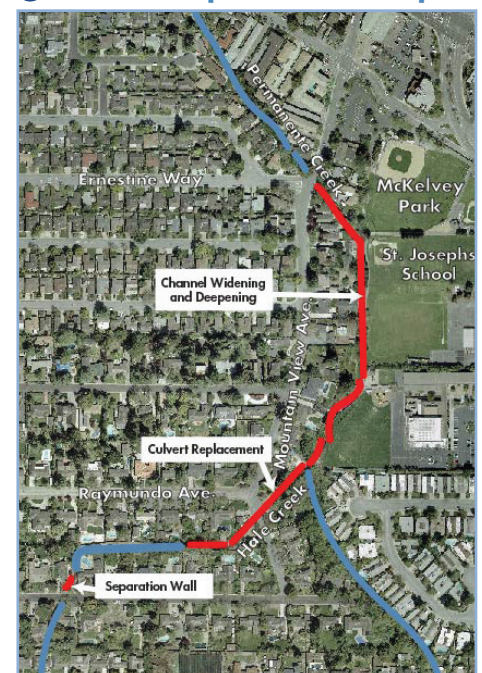 Permanente Creek
Ernestine Way
McKelvey
Park
St. Josephs
School
Channel Widening
and Deepening
Mountain View Ave.
Culvert Replacement
Raymundo Ave.
Hale Creek
Separation Wall